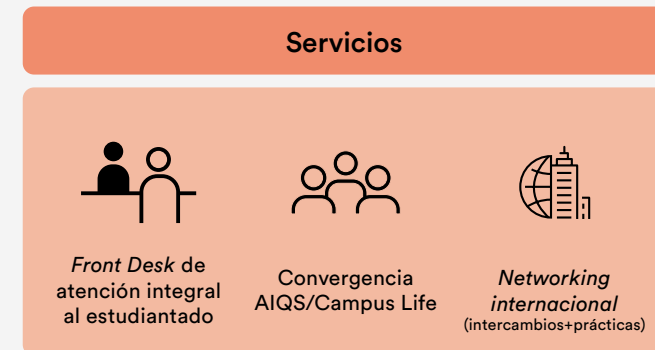 Servicios
Front Desk de
atención integral
al estudiantado
Convergencia
AIQS/Campus Life
Networking
internacional
(intercambios+prácticas)